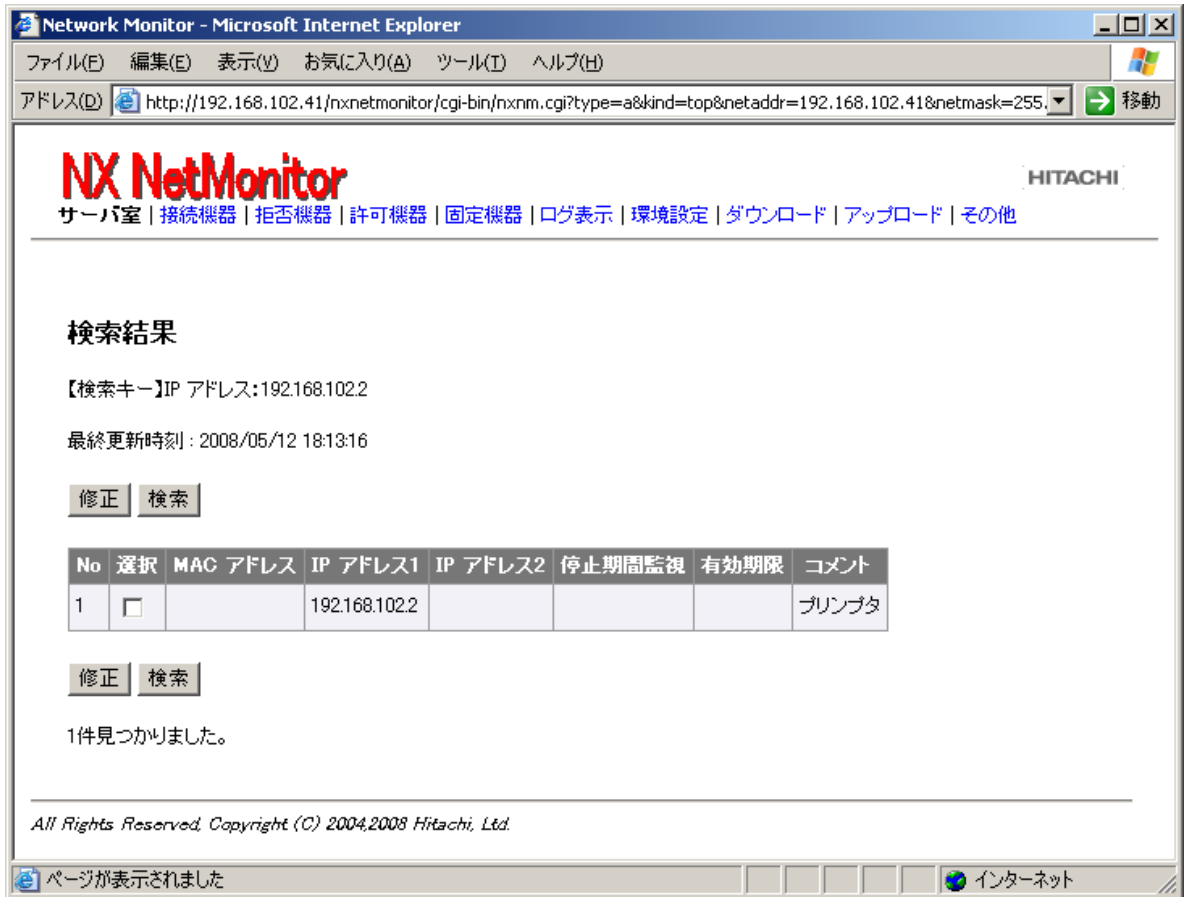 Network Monitor - Microsoft Internet Explorer
ファイル(F) 編集(E) 表示(V) お気に入り(A) ツール(T) ヘルプ(H)
アドレス(D) http://192.168.102.41/nxnetmonitor/cgi-bin/nxnm.cgi?type=a&kind=top&netaddr=192.168.102.41&netmask=255. 移動
NX NetMonitor
HITACHI
サーバ室 | 接続機器 | 拒否機器 | 許可機器 | 固定機器 | ログ表示 | 環境設定 | ダウンロード | アップロード | その他
検索結果
【検索キー】IP アドレス:192.168.102.2
最終更新時刻 : 2008/05/12 18:13:16
修正 検索
No 選択 MAC アドレス IP アドレス1 IP アドレス2 停止期間監視 有効期限 コメント
1 192.168.102.2 プリンプタ
修正 検索
1件見つかりました。
All Rights Reserved, Copyright (C) 2004,2008 Hitachi, Ltd.
ページが表示されました インターネット